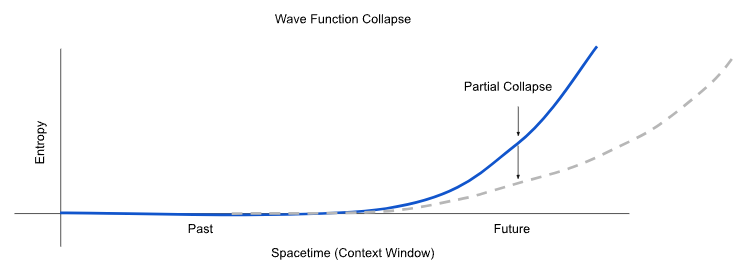 Wave Function Collapse
Partial Collapse
Entropy
Past
Future
Spacetime (Context Window)